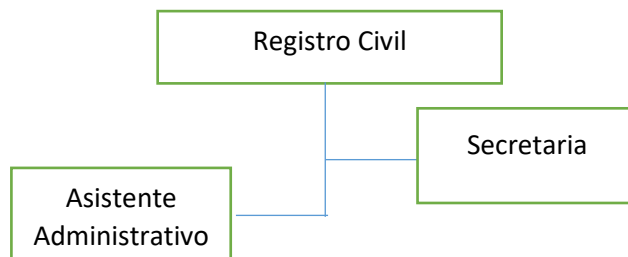 Registro Civil
Secretaria
Asistente
Administrativo